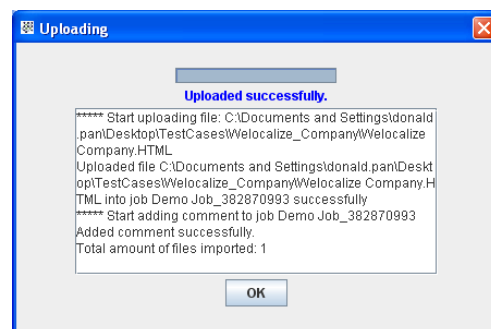 Uploading
Uploaded successfully.
***** Start uploading file: C:\Documents and Settings\donald
.pan\Desktop\TestCases\Welocalize_Company\Welocalize
Company.HTML
Uploaded file C:\Documents and Settings\donald.pan\Deskt
op\TestCases\Welocalize_Company\Welocalize Company.H
TML into job Demo Job_382870993 successfully
***** Start adding comment to job Demo Job_382870993
Added comment successfully.
Total amount of files imported: 1
OK